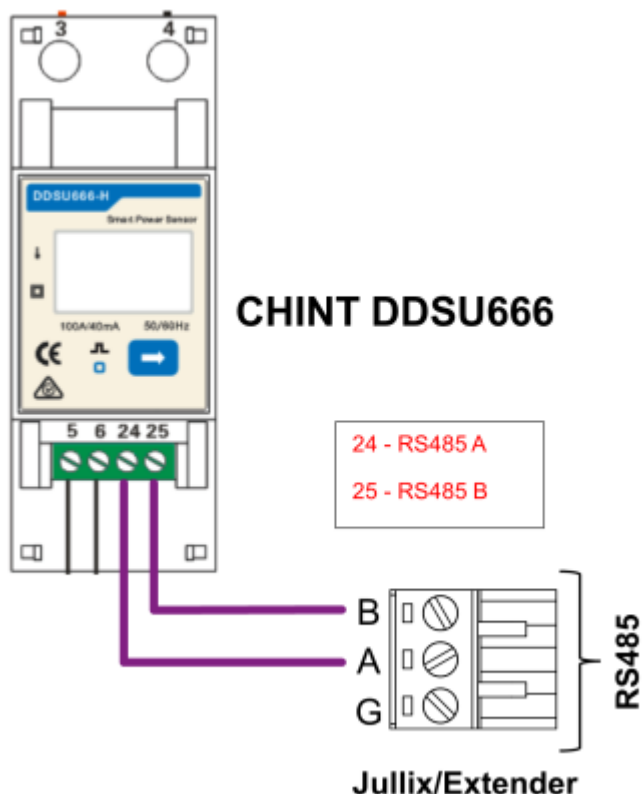 3 4
DDSU666-H
Smart Power Sensor
100A/40mA 50/60Hz
CE
5 6 24 25
CHINT DDSU666
24 - RS485 A
25 - RS485 B
B
A
G
RS485
Jullix/Extender